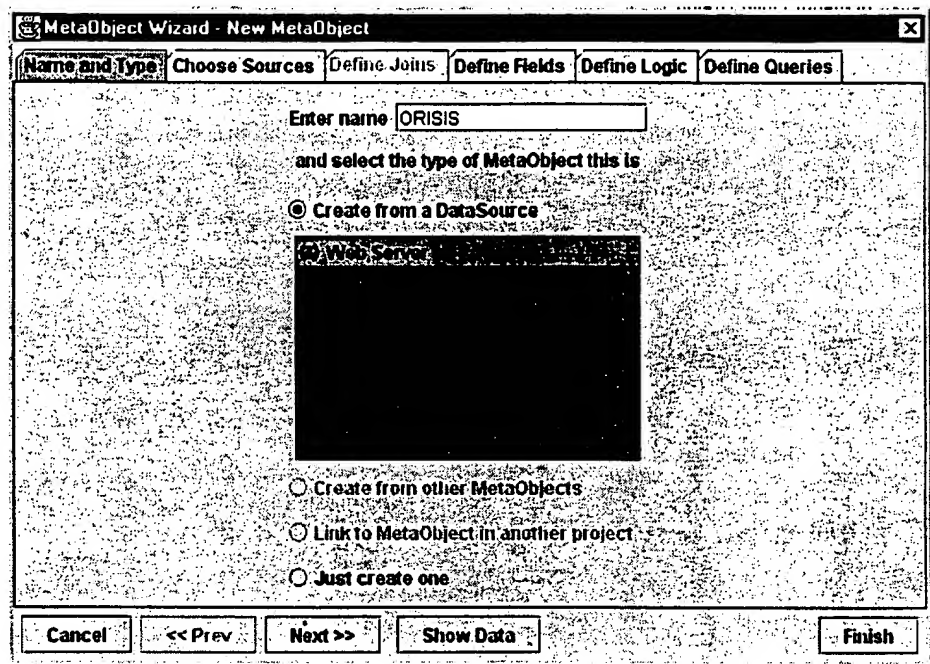 MetaObject Wizard - New MetaObject
Name and Type Choose Sources Define Joins Define Fields Define Logic Define Queries
Enter name ORISIS
and select the type of MetaObject this is
Create from a DataSource
Web Server
Create from other MetaObjects
Link to MetaObject in another project
Just create one
Cancel << Prev Next >> Show Data Finish